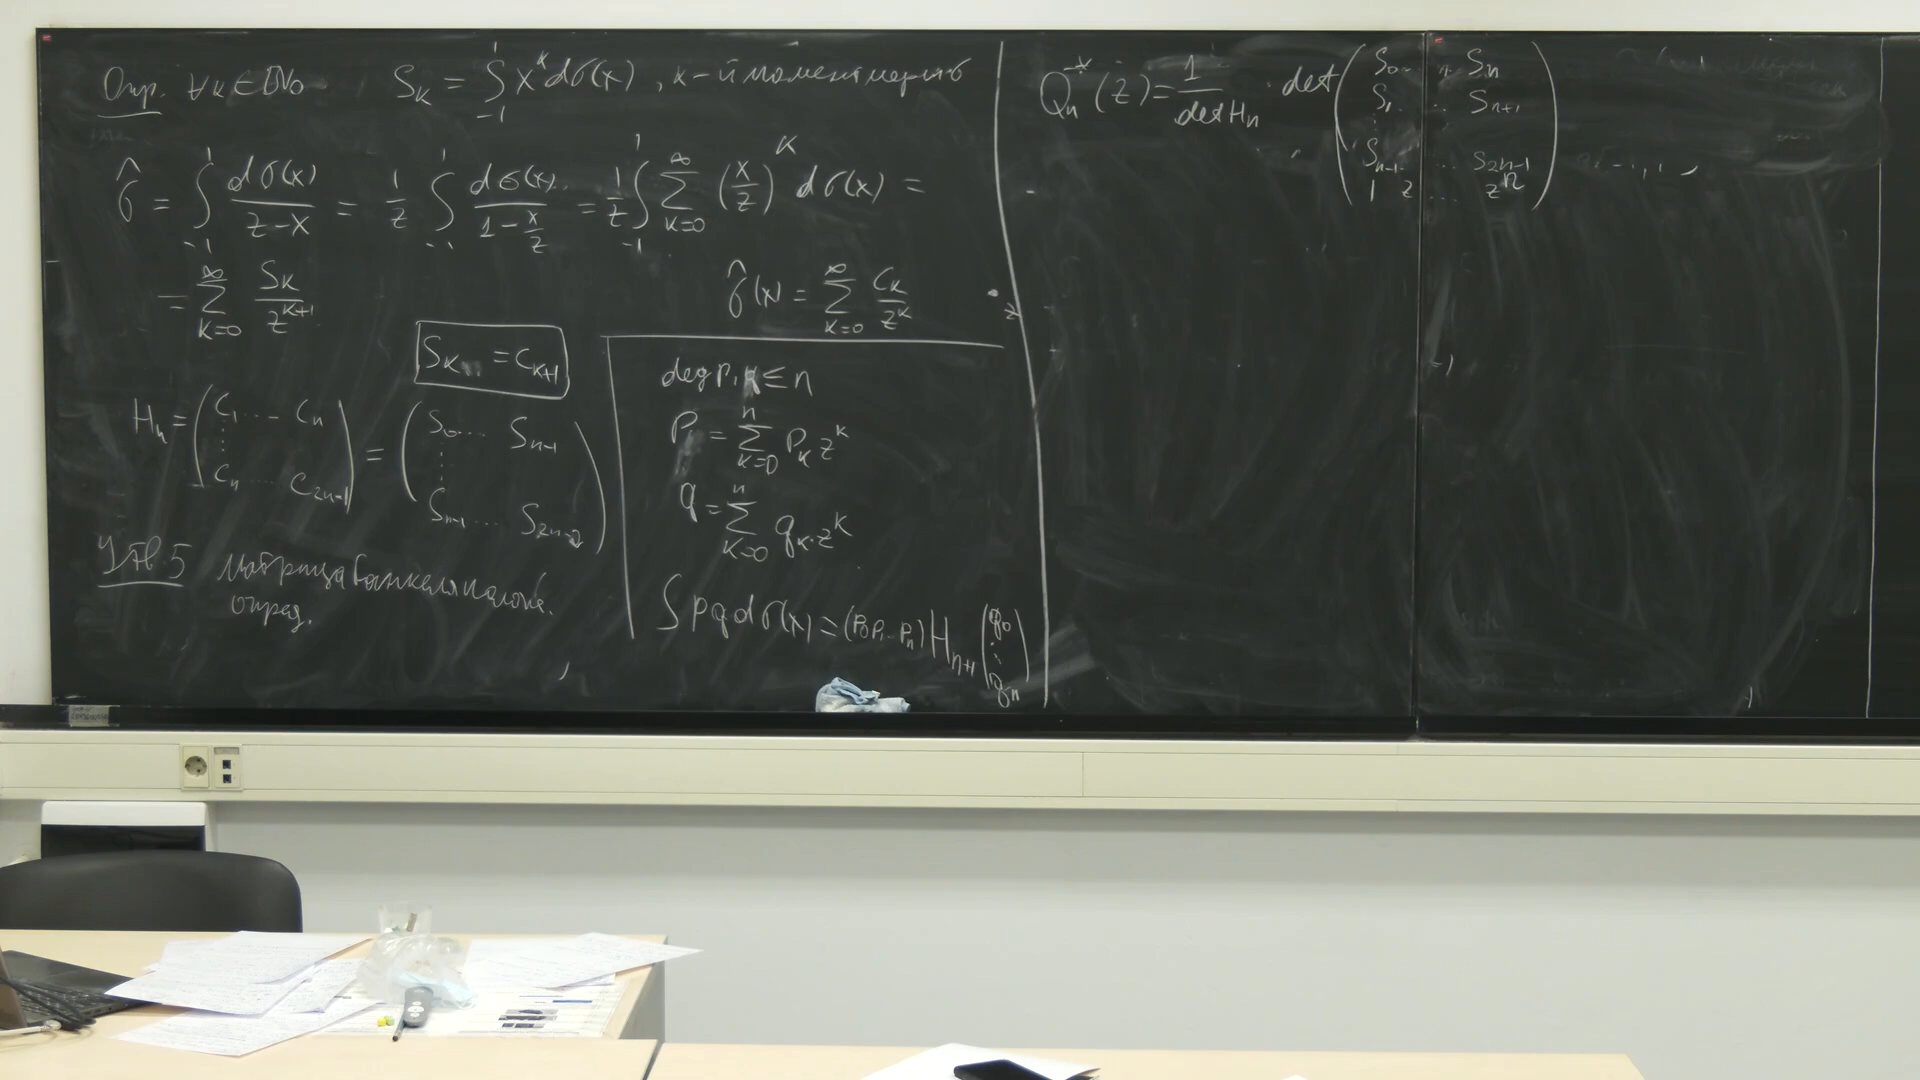 Опр. ∀k∈ℕ₀ S_k = ∫_{-1}^{1} x^k dσ(x), k-й момент меры σ
σ̂ = ∫_{-1}^{1} dσ(x)/(z-x) = 1/z ∫_{-1}^{1} dσ(x)/(1-x/z) = 1/z ∫_{-1}^{1} ∑_{k=0}^{∞} (x/z)^k dσ(x) =
= ∑_{k=0}^{∞} S_k/z^{k+1}
σ̂(x) = ∑_{k=0}^{∞} c_k/z^k
S_k = c_{k+1}
H_n = (c_1 ... c_n ⋮ c_n ... c_{2n-1}) = (S_0 ... S_{n-1} ⋮ S_{n-1} ... S_{2n-2})
Утв. 5 Матрица Ганкеля полож.
опред.
deg p, q ≤ n
p = ∑_{k=0}^{n} p_k z^k
q = ∑_{k=0}^{n} q_k·z^k
∫ p q dσ(x) = (p_0 p_1 ... p_n) H_{n+1} (q_0 ⋮ q_n)
Q_n^*(z) = 1/det H_n · det (S_0 ... S_n
S_1 ... S_{n+1}
⋮
S_{n-1} ... S_{2n-1}
1 z ... z^n)